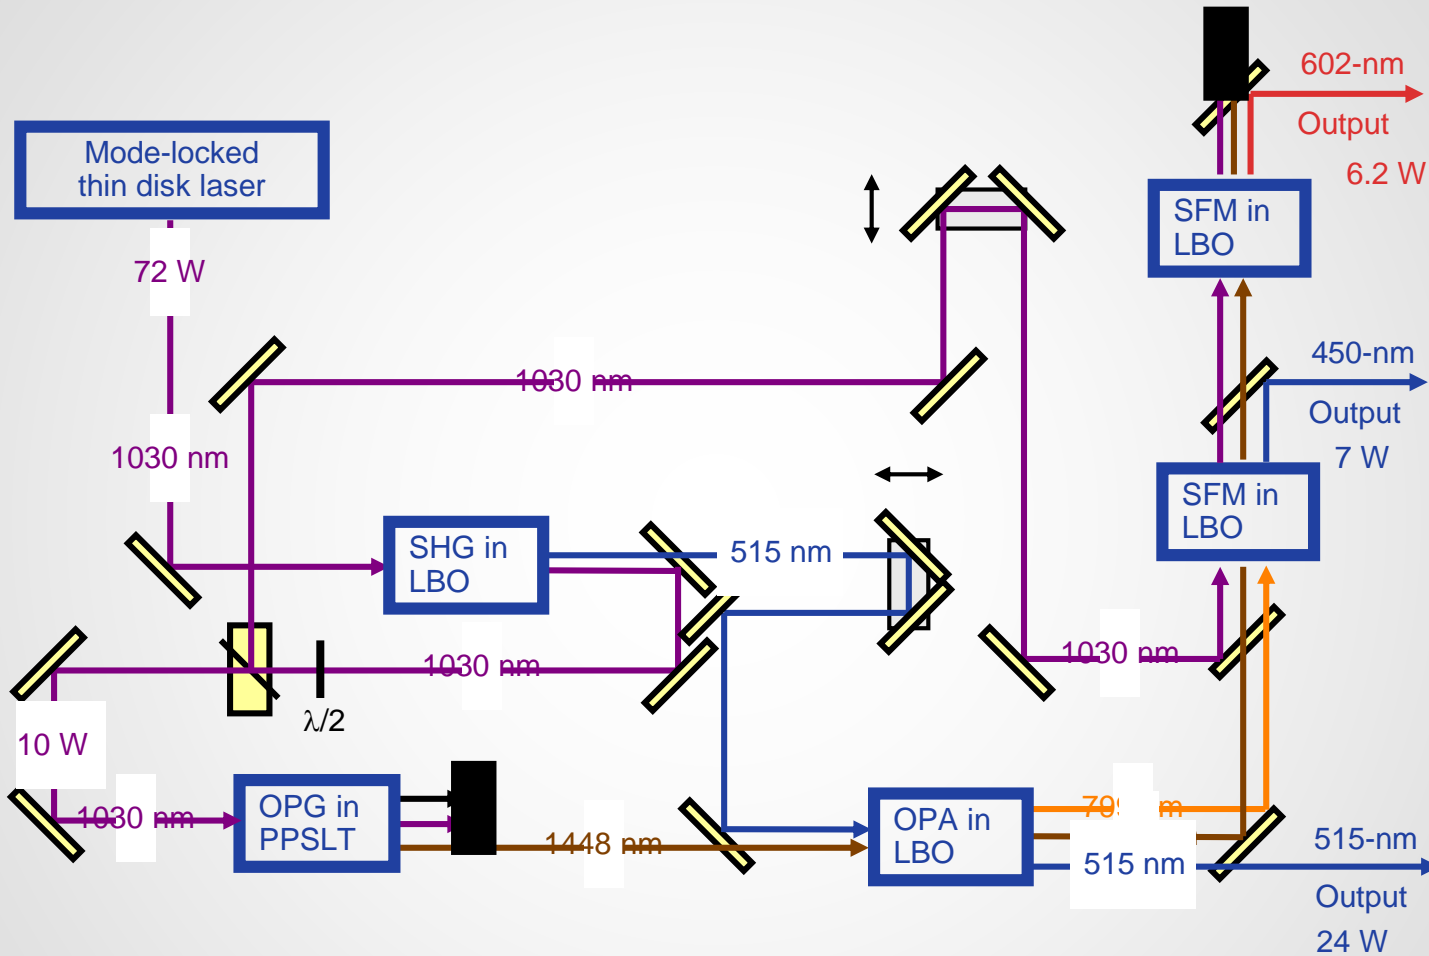 602-nm
Output
6.2 W
Mode-locked
thin disk laser
72 W
SFM in
LBO
450-nm
Output
7 W
1030 nm
1030 nm
SFM in
LBO
SHG in
LBO
515 nm
1030 nm
1030 nm
λ/2
10 W
1030 nm
OPG in
PPSLT
1448 nm
OPA in
LBO
515 nm
515-nm
Output
24 W